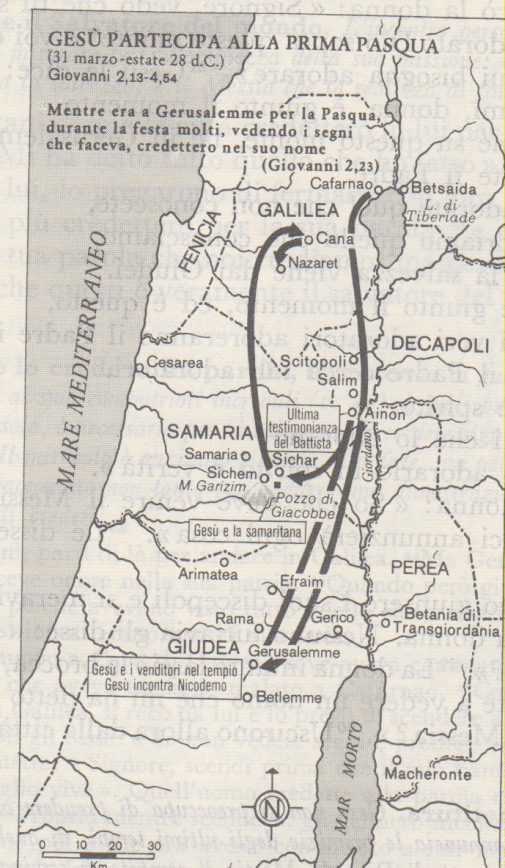 GESÙ PARTECIPA ALLA PRIMA PASQUA
(31 marzo-estate 28 d.C.)
Giovanni 2,13-4,54
Mentre era a Gerusalemme per la Pasqua,
durante la festa molti, vedendo i segni
che faceva, credettero nel suo nome.
(Giovanni 2,23)
Cafarnao
Betsaida
L. di
Tiberiade
GALILEA
FENICIA
Cana
Nazaret
MARE MEDITERRANEO
DECAPOLI
Cesarea
Scitopoli
Salim
Ainon
Ultima
testimonianza
del Battista
Giordano
SAMARIA
Samaria
Sichar
Sichem
M. Garizim
Pozzo di
Giacobbe
Gesù e la samaritana
Arimatea
PEREA
Efraim
Rama
Gerico
Betania di
Transgiordania
GIUDEA
Gerusalemme
Gesù e i venditori nel tempio
Gesù incontra Nicodemo
Betlemme
MAR MORTO
Macheronte
N
10 20 30
Km